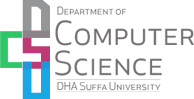 DEPARTMENT OF
COMPUTER
SCIENCE
DHA SUFFA UNIVERSITY